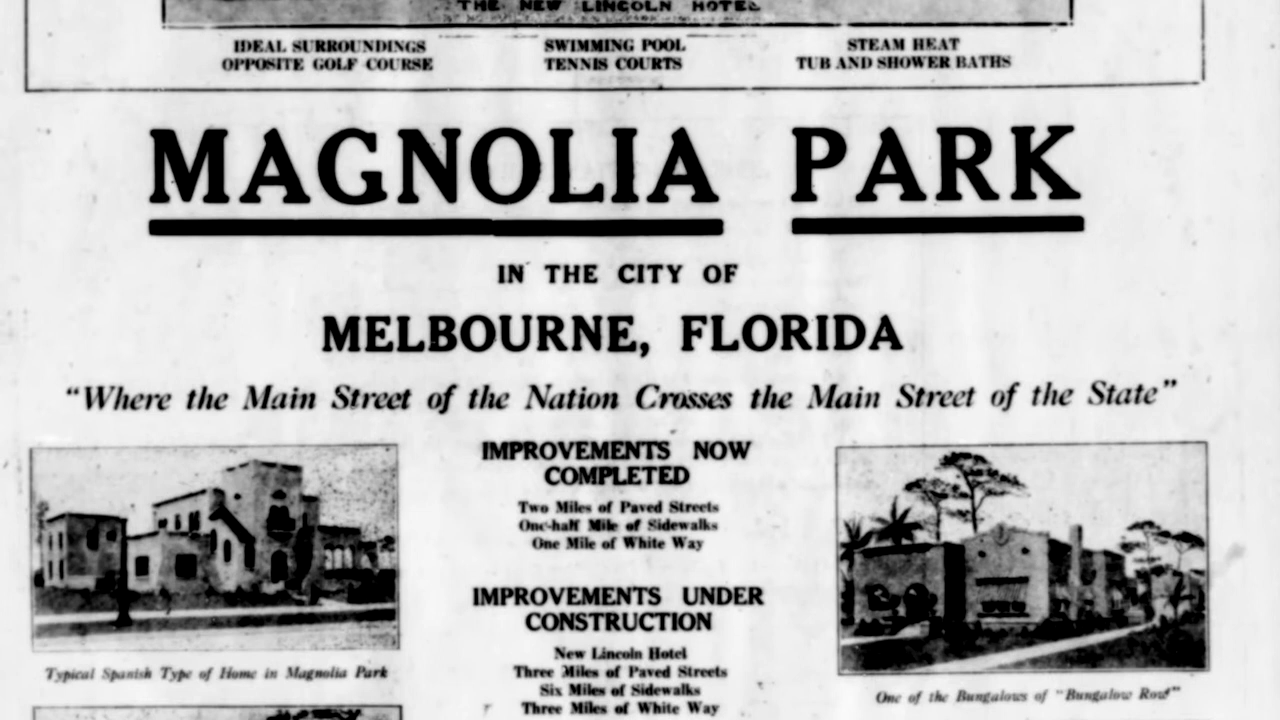 THE NEW LINCOLN HOTEL
IDEAL SURROUNDINGS
OPPOSITE GOLF COURSE
SWIMMING POOL
TENNIS COURTS
STEAM HEAT
TUB AND SHOWER BATHS
MAGNOLIA PARK
IN THE CITY OF
MELBOURNE, FLORIDA
"Where the Main Street of the Nation Crosses the Main Street of the State"
Typical Spanish Type of Home in Magnolia Park
IMPROVEMENTS NOW
COMPLETED
Two Miles of Paved Streets
One-half Mile of Sidewalks
One Mile of White Way
IMPROVEMENTS UNDER
CONSTRUCTION
New Lincoln Hotel
Three Miles of Paved Streets
Six Miles of Sidewalks
Three Miles of White Way
One of the Bungalows of "Bungalow Row"